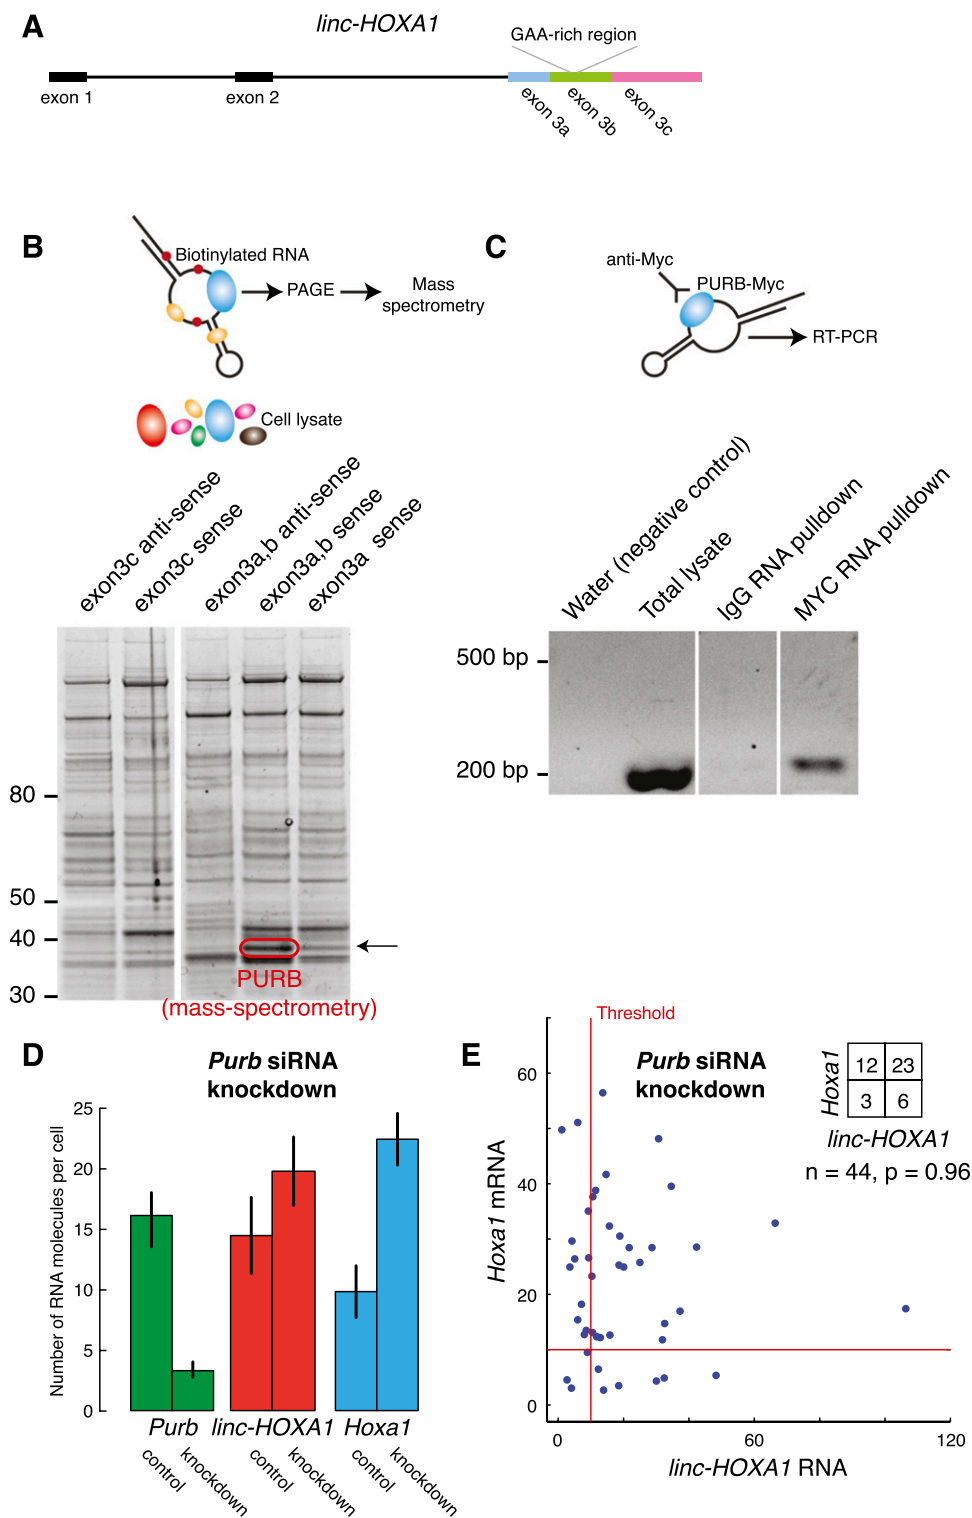 A
linc-HOXA1
GAA-rich region
exon 1
exon 2
exon 3a
exon 3b
exon 3c
B
Biotinylated RNA
PAGE
Mass
spectrometry
Cell lysate
exon3c anti-sense
exon3c sense
exon3a,b anti-sense
exon3a,b sense
exon3a sense
80
50
40
30
PURB
(mass-spectrometry)
C
anti-Myc
PURB-Myc
RT-PCR
Water (negative control)
Total lysate
IgG RNA pulldown
MYC RNA pulldown
500 bp
200 bp
D
Purb siRNA
knockdown
Number of RNA molecules per cell
25
20
15
10
5
0
Purb
linc-HOXA1
Hoxa1
control
knockdown
control
knockdown
control
knockdown
E
Threshold
Purb siRNA
knockdown
Hoxa1
12 23
3 6
linc-HOXA1
n = 44, p = 0.96
Hoxa1 mRNA
60
40
20
0
0
60
120
linc-HOXA1 RNA